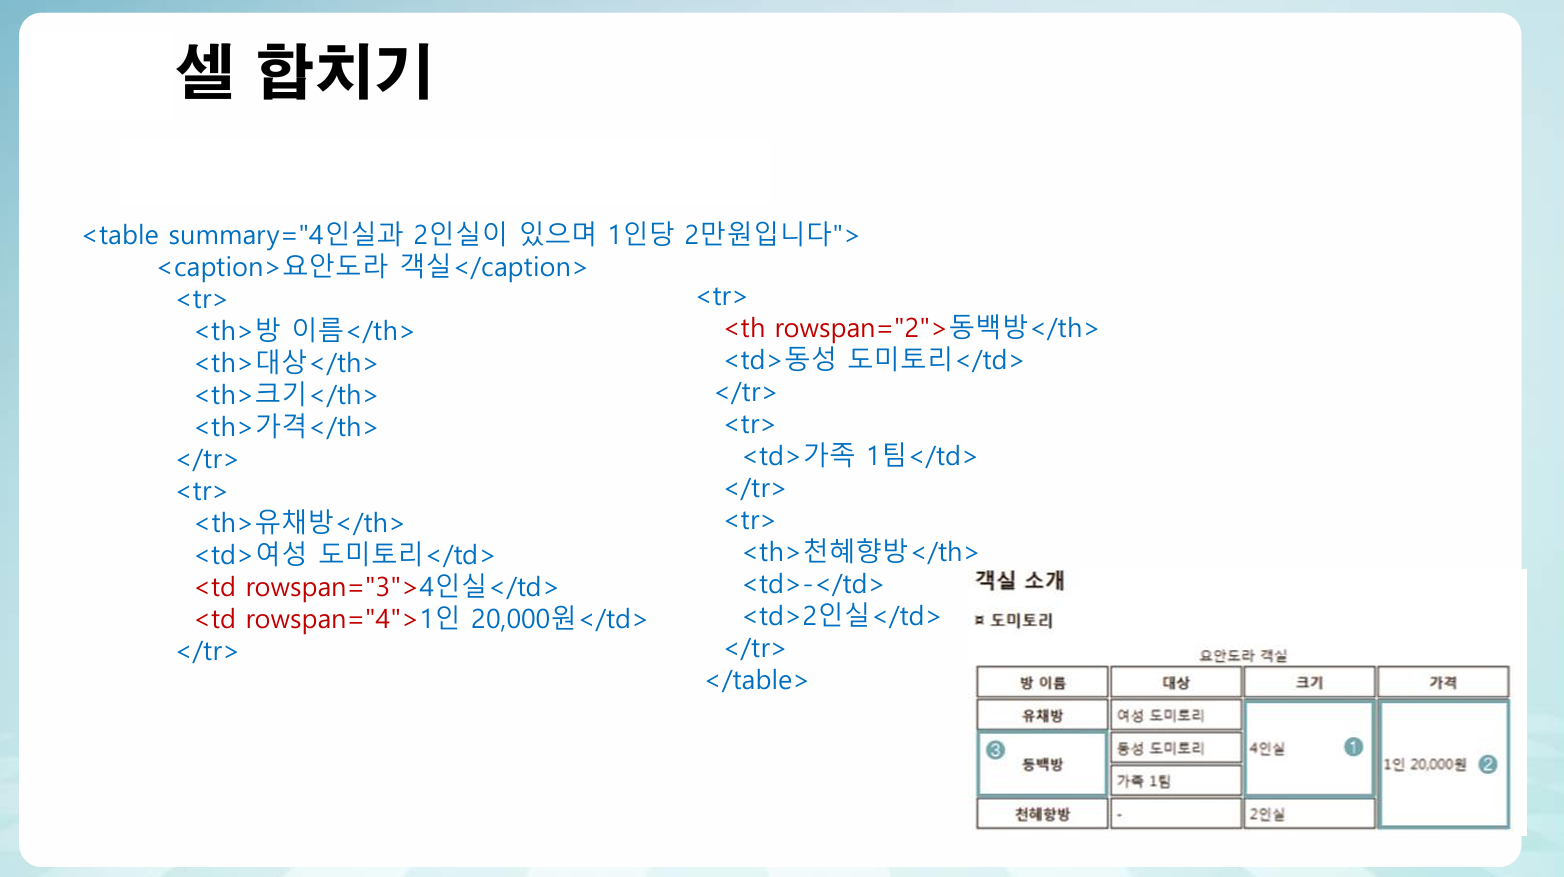 셀 합치기
<table summary="4인실과 2인실이 있으며 1인당 2만원입니다">
<caption>요안도라 객실</caption>
<tr>
<th>방 이름</th>
<th>대상</th>
<th>크기</th>
<th>가격</th>
</tr>
<tr>
<th>유채방</th>
<td>여성 도미토리</td>
<td rowspan="3">4인실</td>
<td rowspan="4">1인 20,000원</td>
</tr>
<tr>
<th rowspan="2">동백방</th>
<td>동성 도미토리</td>
</tr>
<tr>
<td>가족 1팀</td>
</tr>
<tr>
<th>천혜향방</th>
<td>-</td>
<td>2인실</td>
</tr>
</table>
객실 소개
¤ 도미토리
요안도라 객실
방 이름 대상 크기 가격
유채방 여성 도미토리
③ 동백방 동성 도미토리 4인실 ① 1인 20,000원 ②
가족 1팀
천혜향방 - 2인실